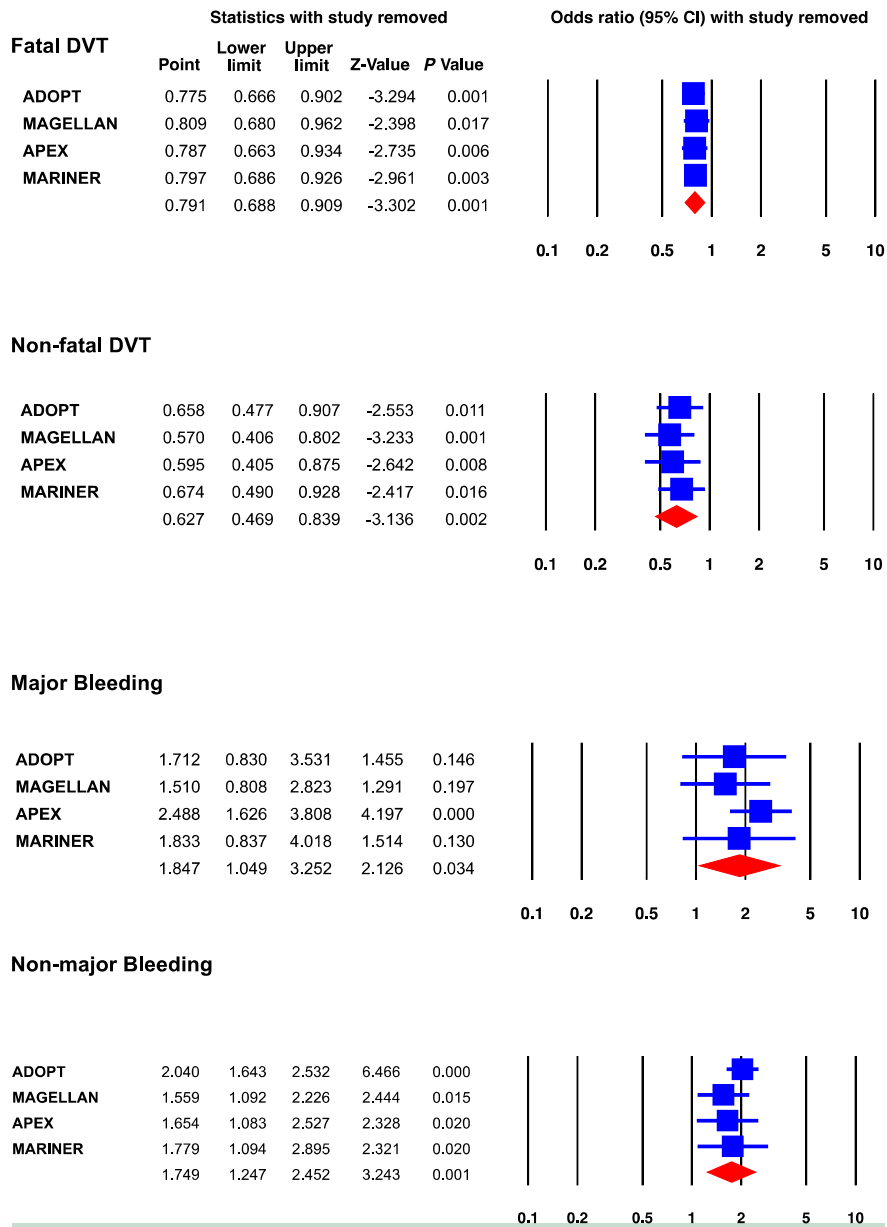 Statistics with study removed Odds ratio (95% CI) with study removed
Fatal DVT
Point Lower limit Upper limit Z-Value P Value
ADOPT 0.775 0.666 0.902 -3.294 0.001
MAGELLAN 0.809 0.680 0.962 -2.398 0.017
APEX 0.787 0.663 0.934 -2.735 0.006
MARINER 0.797 0.686 0.926 -2.961 0.003
0.791 0.688 0.909 -3.302 0.001
0.1 0.2 0.5 1 2 5 10
Non-fatal DVT
ADOPT 0.658 0.477 0.907 -2.553 0.011
MAGELLAN 0.570 0.406 0.802 -3.233 0.001
APEX 0.595 0.405 0.875 -2.642 0.008
MARINER 0.674 0.490 0.928 -2.417 0.016
0.627 0.469 0.839 -3.136 0.002
0.1 0.2 0.5 1 2 5 10
Major Bleeding
ADOPT 1.712 0.830 3.531 1.455 0.146
MAGELLAN 1.510 0.808 2.823 1.291 0.197
APEX 2.488 1.626 3.808 4.197 0.000
MARINER 1.833 0.837 4.018 1.514 0.130
1.847 1.049 3.252 2.126 0.034
0.1 0.2 0.5 1 2 5 10
Non-major Bleeding
ADOPT 2.040 1.643 2.532 6.466 0.000
MAGELLAN 1.559 1.092 2.226 2.444 0.015
APEX 1.654 1.083 2.527 2.328 0.020
MARINER 1.779 1.094 2.895 2.321 0.020
1.749 1.247 2.452 3.243 0.001
0.1 0.2 0.5 1 2 5 10